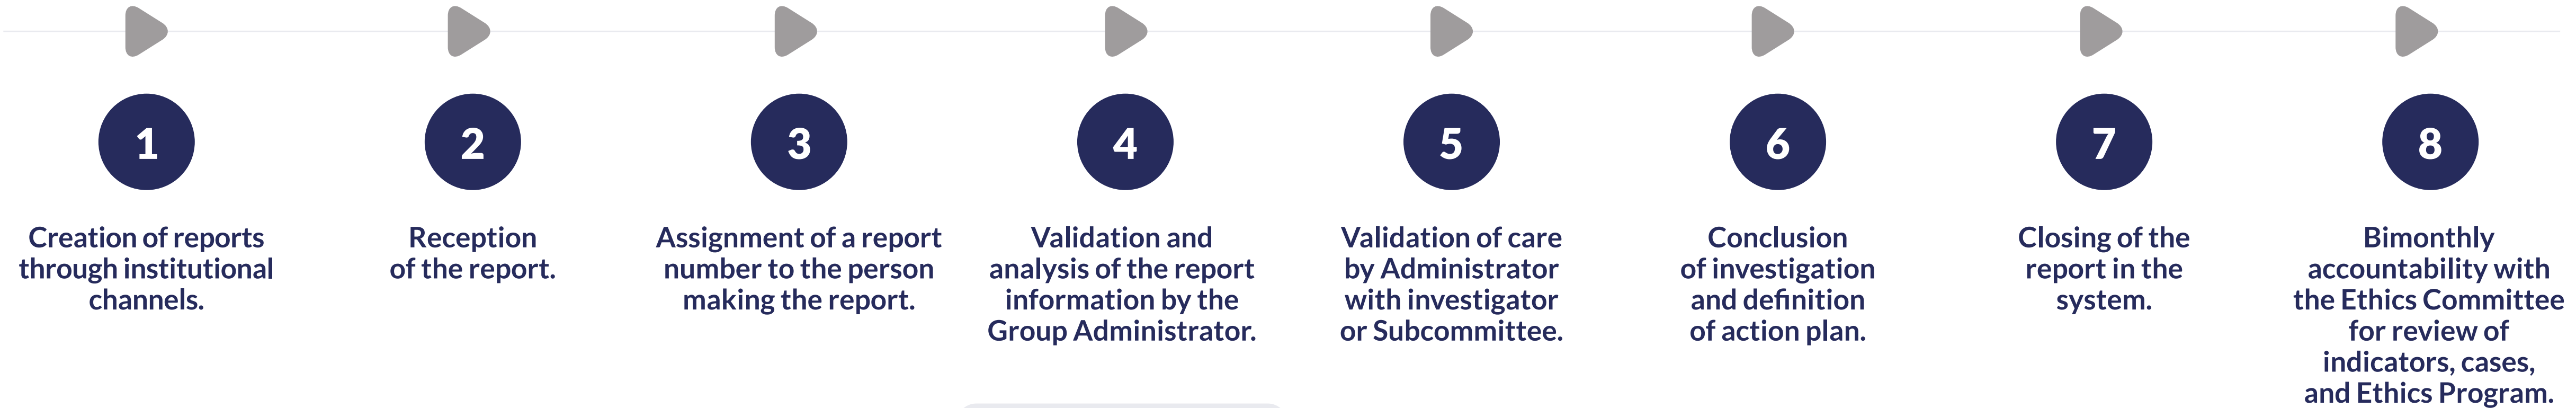 1
Creation of reports
through institutional
channels.
2
Reception
of the report.
3
Assignment of a report
number to the person
making the report.
4
Validation and
analysis of the report
information by the
Group Administrator.
5
Validation of care
by Administrator
with investigator
or Subcommittee.
6
Conclusion
of investigation
and definition
of action plan.
7
Closing of the
report in the
system.
8
Bimonthly
accountability with
the Ethics Committee
for review of
indicators, cases,
and Ethics Program.